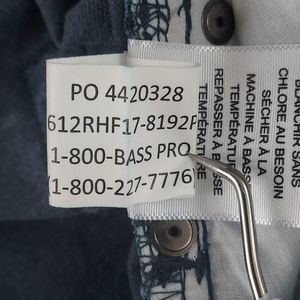 PO 4420328
612RHF17-8192P
1-800-BASS PRO
(1-800-227-7776)
BLANCHIR SANS
CHLORE AU BESOIN
SÉCHER À LA
MACHINE À BASSE
TEMPÉRATURE
REPASSER À BASSE
TEMPÉRATURE